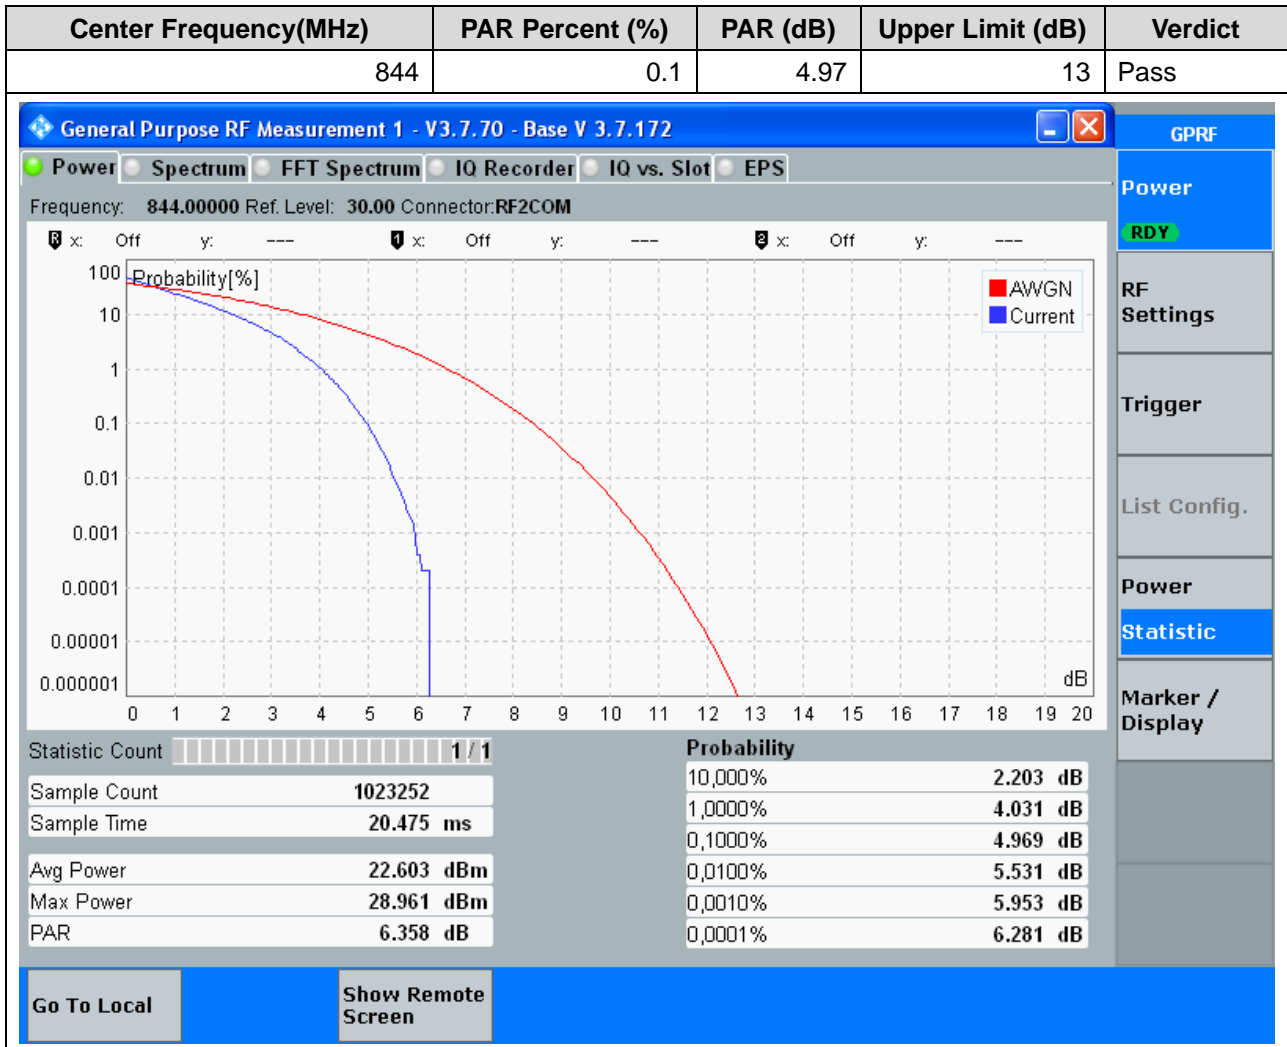 Center Frequency(MHz) PAR Percent (%) PAR (dB) Upper Limit (dB) Verdict
844 0.1 4.97 13 Pass
General Purpose RF Measurement 1 - V3.7.70 - Base V 3.7.172
GPRF
Power Spectrum FFT Spectrum IQ Recorder IQ vs. Slot EPS
Power
RDY
Frequency: 844.00000 Ref. Level: 30.00 Connector:RF2COM
R x: Off y: --- 1 x: Off y: --- 2 x: Off y: ---
Probability[%]
AWGN
Current
100
10
1
0.1
0.01
0.001
0.0001
0.00001
0.000001
dB
0 1 2 3 4 5 6 7 8 9 10 11 12 13 14 15 16 17 18 19 20
RF
Settings
Trigger
List Config.
Power
Statistic
Marker /
Display
Statistic Count 1 / 1
Sample Count 1023252
Sample Time 20.475 ms
Avg Power 22.603 dBm
Max Power 28.961 dBm
PAR 6.358 dB
Probability
10,000% 2.203 dB
1,0000% 4.031 dB
0,1000% 4.969 dB
0,0100% 5.531 dB
0,0010% 5.953 dB
0,0001% 6.281 dB
Go To Local
Show Remote
Screen